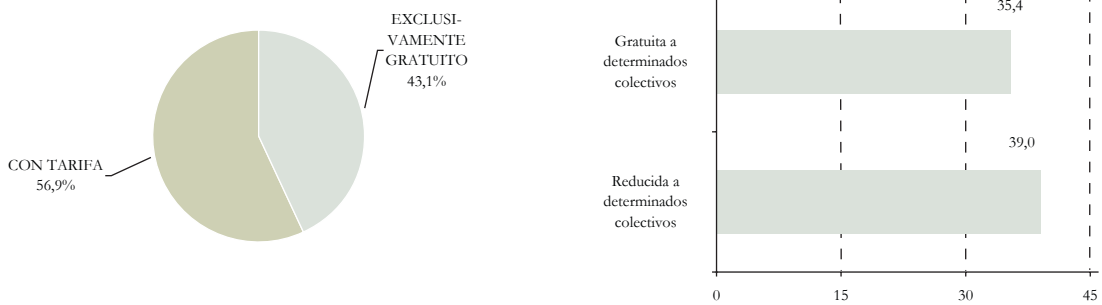 EXCLUSI-
VAMENTE
GRATUITO
43,1%
CON TARIFA
56,9%
35,4
Gratuita a
determinados
colectivos
39,0
Reducida a
determinados
colectivos
0 15 30 45